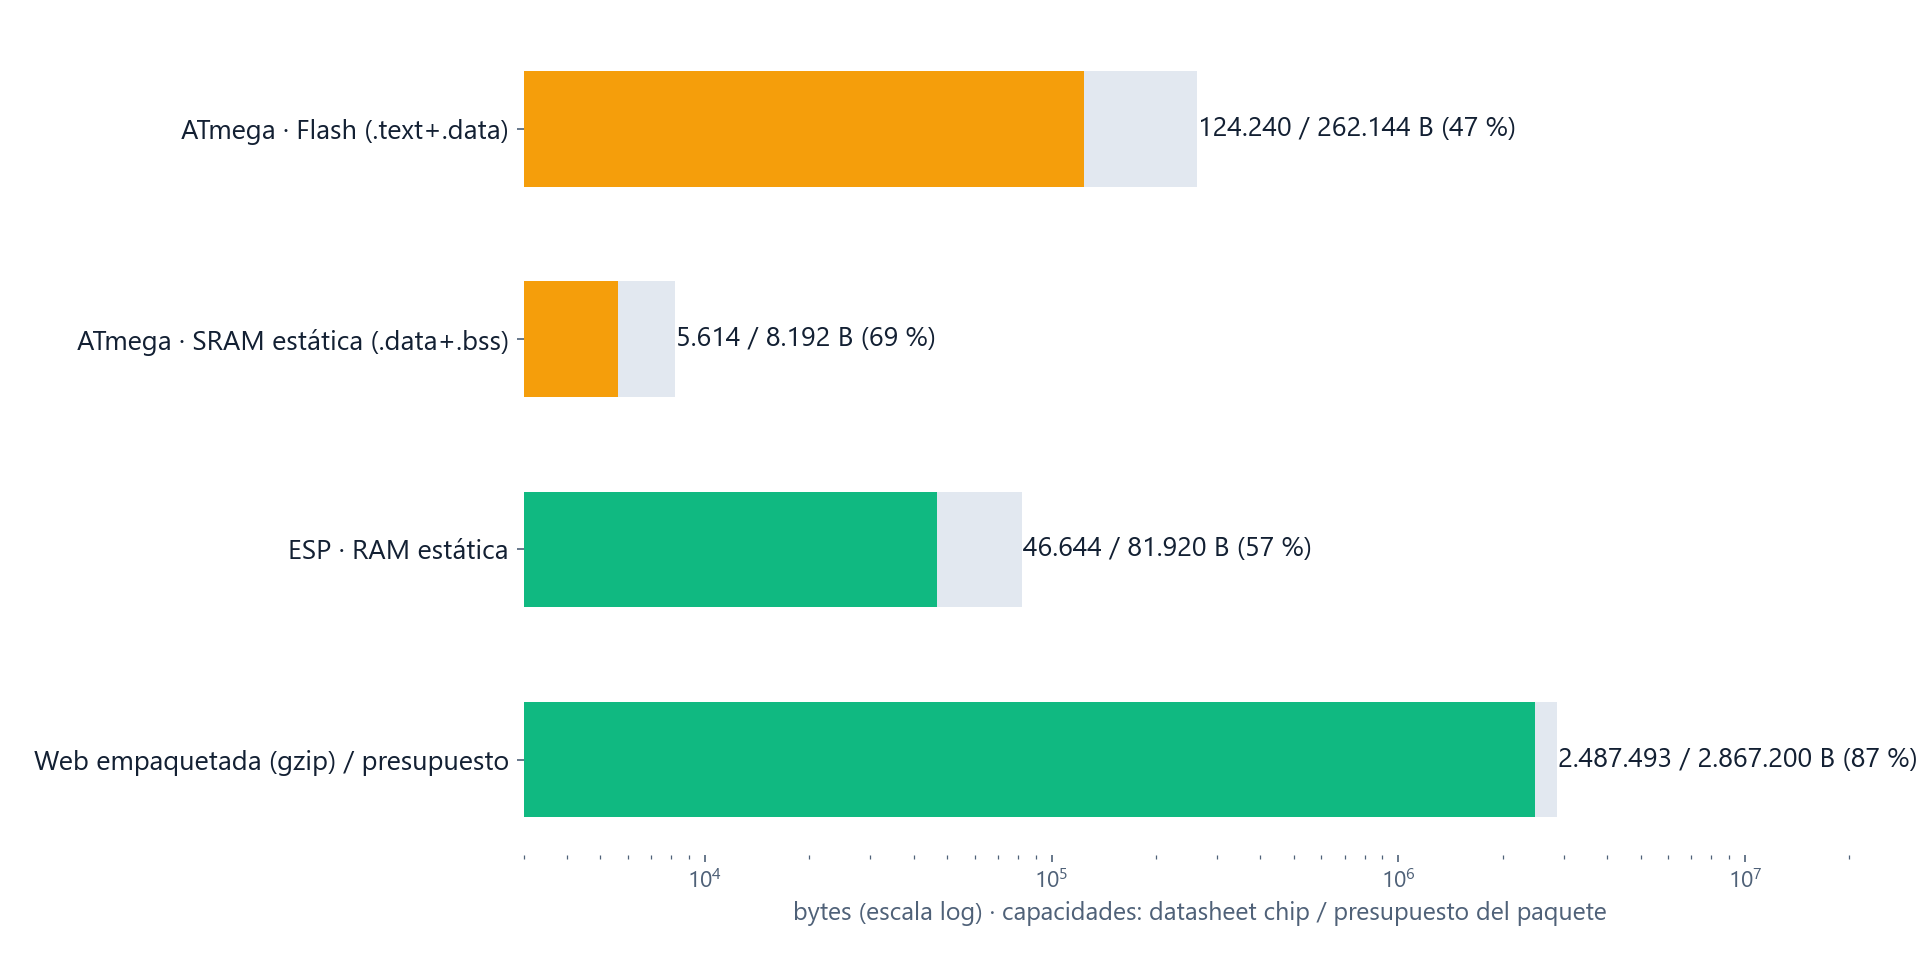 ATmega · Flash (.text+.data)
124.240 / 262.144 B (47 %)
ATmega · SRAM estática (.data+.bss)
5.614 / 8.192 B (69 %)
ESP · RAM estática
46.644 / 81.920 B (57 %)
Web empaquetada (gzip) / presupuesto
2.487.493 / 2.867.200 B (87 %)
10⁴ 10⁵ 10⁶ 10⁷
bytes (escala log) · capacidades: datasheet chip / presupuesto del paquete